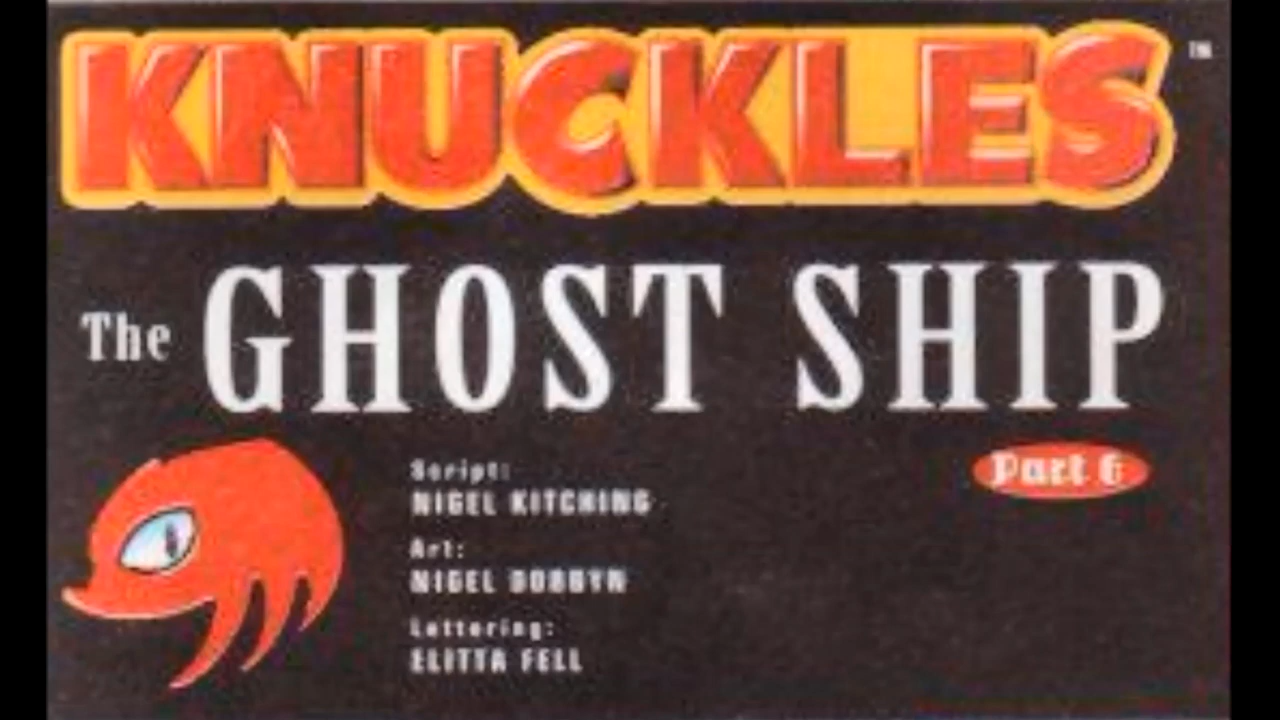 KNUCKLES TM
The GHOST SHIP
Part 6
Script:
NIGEL KITCHING
Art:
NIGEL DOBBYN
Lettering:
ELITTA FELL